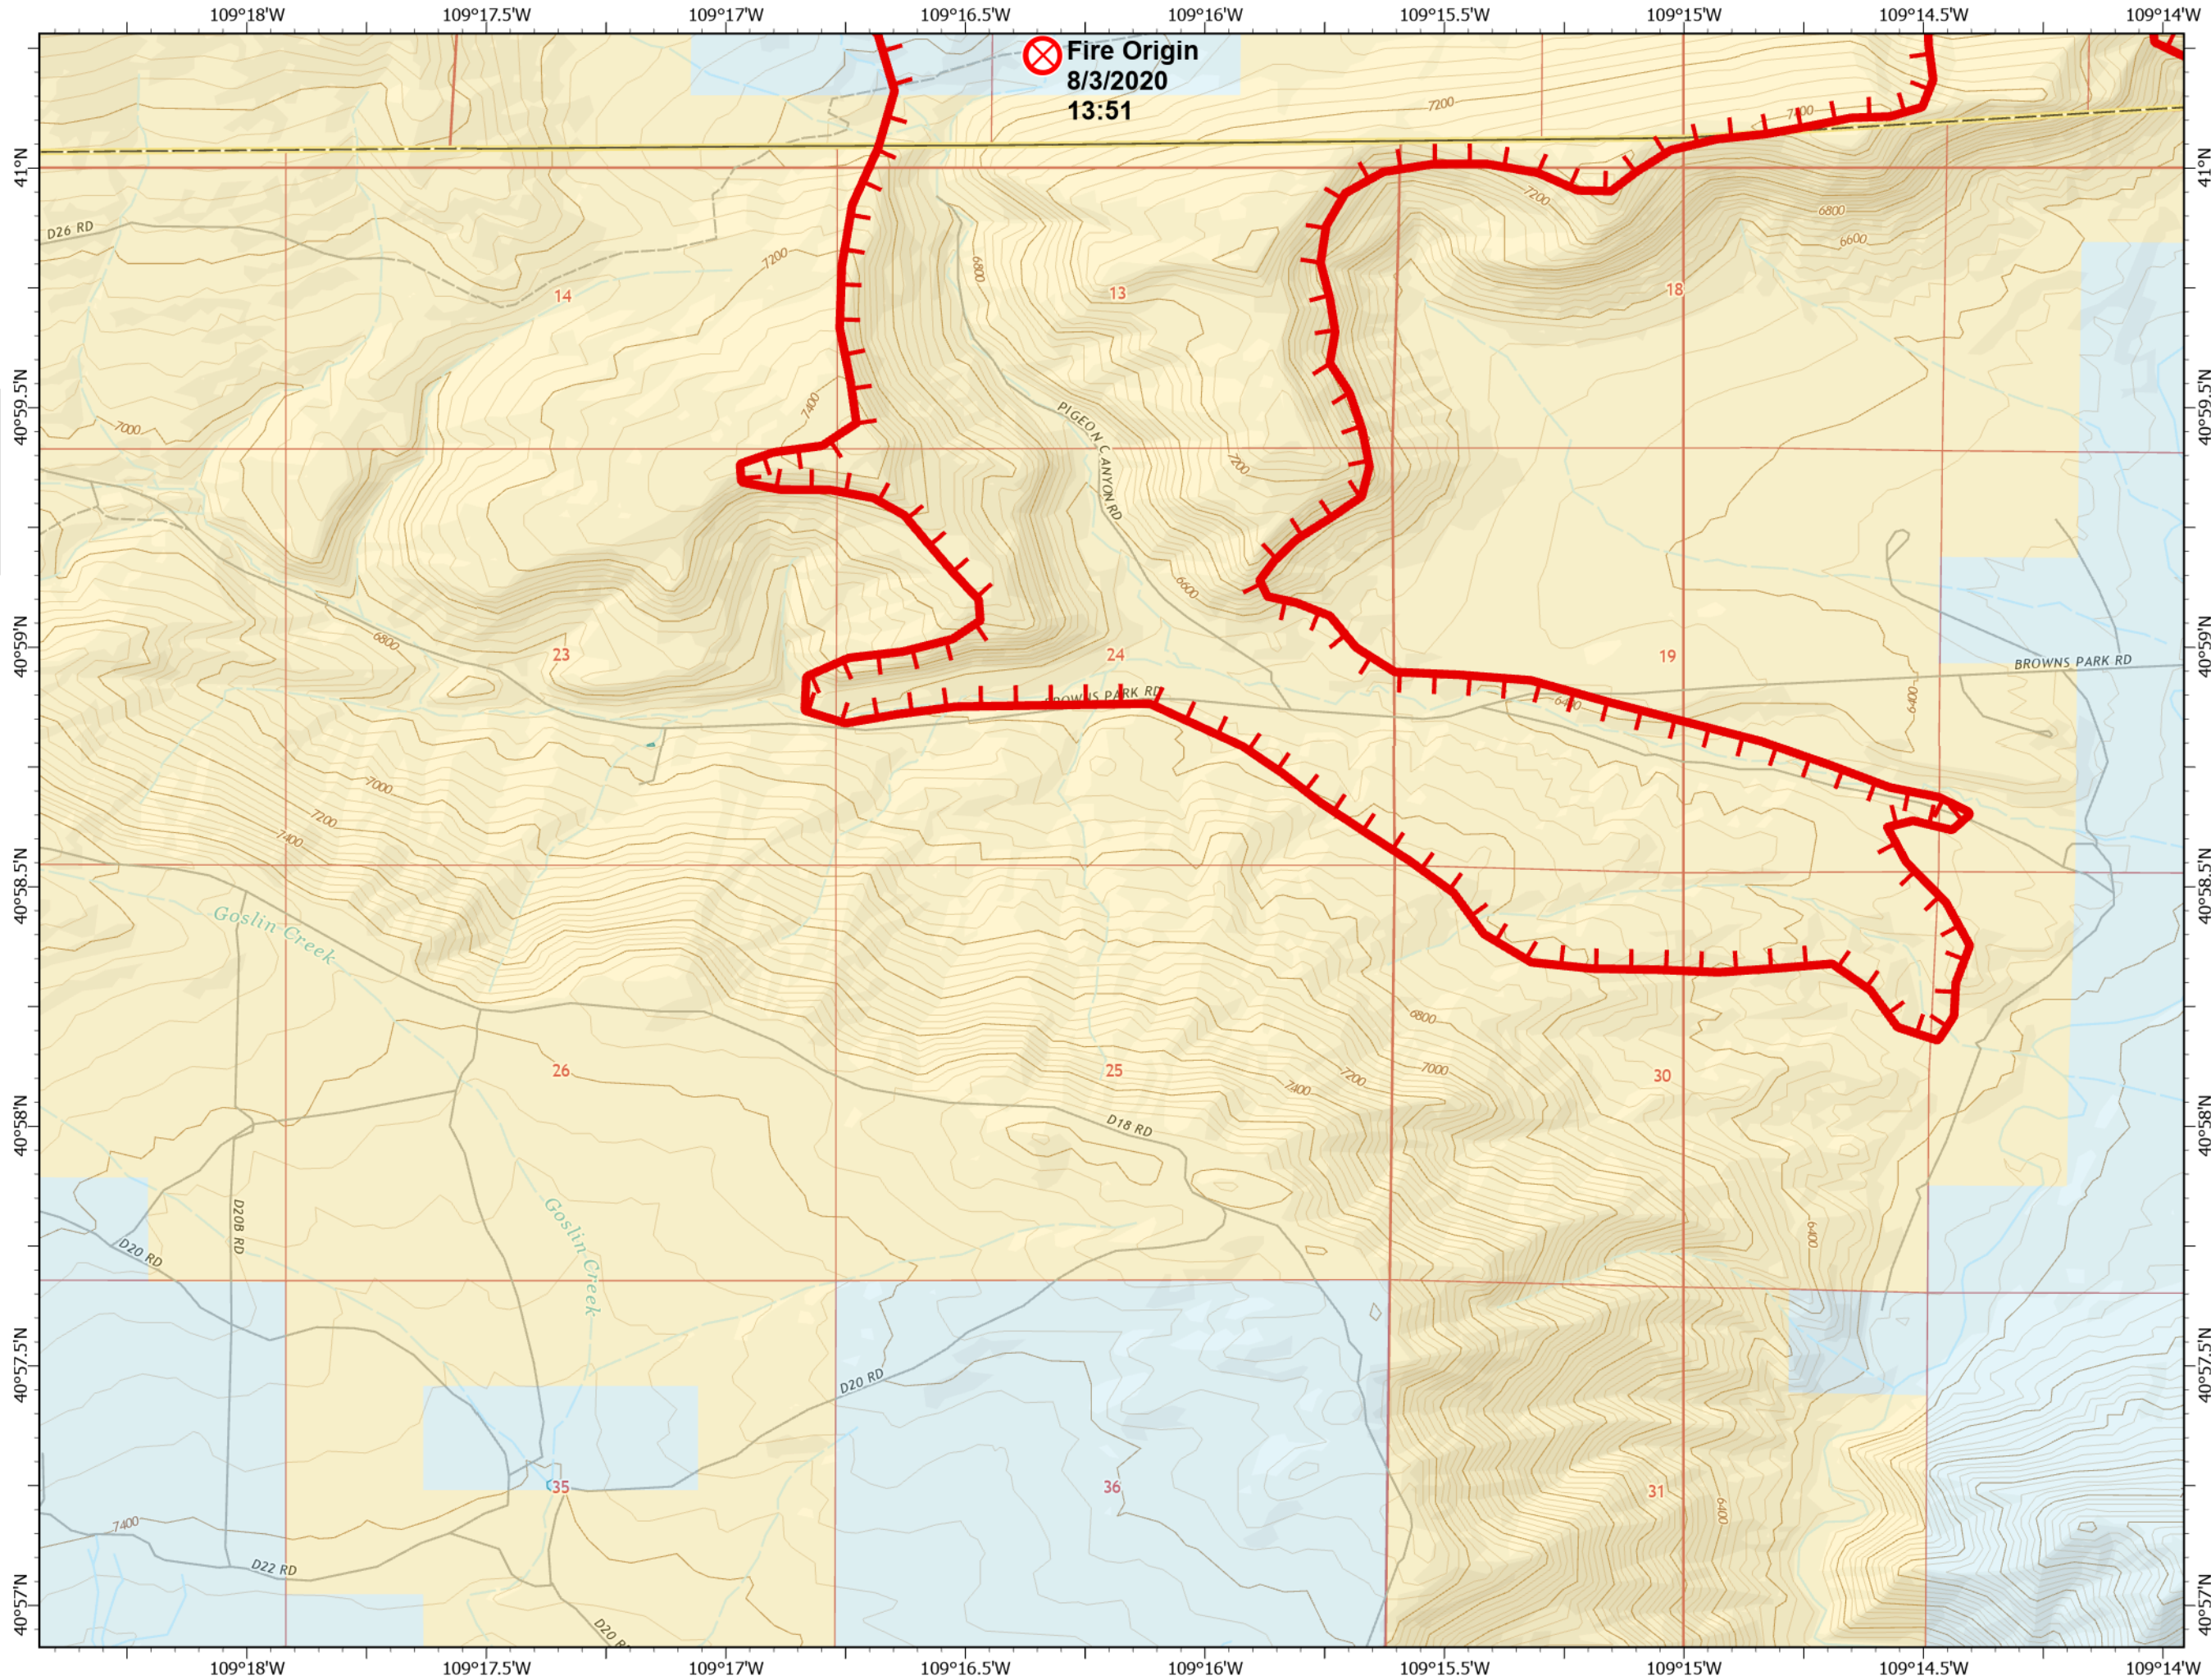 109°18'W 109°17.5'W 109°17'W 109°16.5'W 109°16'W 109°15.5'W 109°15'W 109°14.5'W 109°14'W
Fire Origin
8/3/2020
13:51
7200
7400
41°N
41°N
D26 RD
7200
6800
6600
7200
6800
14
13
18
40°59.5'N
40°59.5'N
7000
7400
PIGEON CANYON RD
7200
6600
40°59'N
40°59'N
6800
23
24
19
BROWNS PARK RD
BROWNS PARK RD
6400
6400
7000
7200
7400
40°58.5'N
40°58.5'N
Goslin Creek
6800
26
25
30
7400
7200
7000
40°58'N
40°58'N
D18 RD
D20B RD
D20 RD
Goslin Creek
6400
40°57.5'N
40°57.5'N
D20 RD
35
36
31
6400
7400
D22 RD
40°57'N
40°57'N
D20 R
109°18'W 109°17.5'W 109°17'W 109°16.5'W 109°16'W 109°15.5'W 109°15'W 109°14.5'W 109°14'W